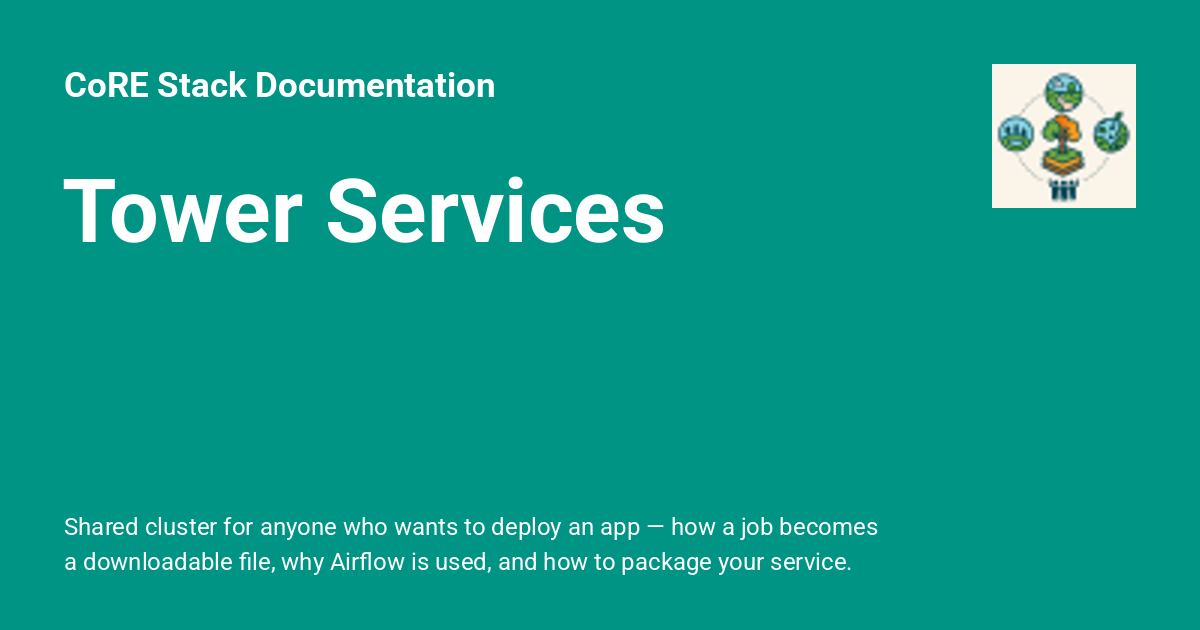 CoRE Stack Documentation
Tower Services
Shared cluster for anyone who wants to deploy an app — how a job becomes
a downloadable file, why Airflow is used, and how to package your service.